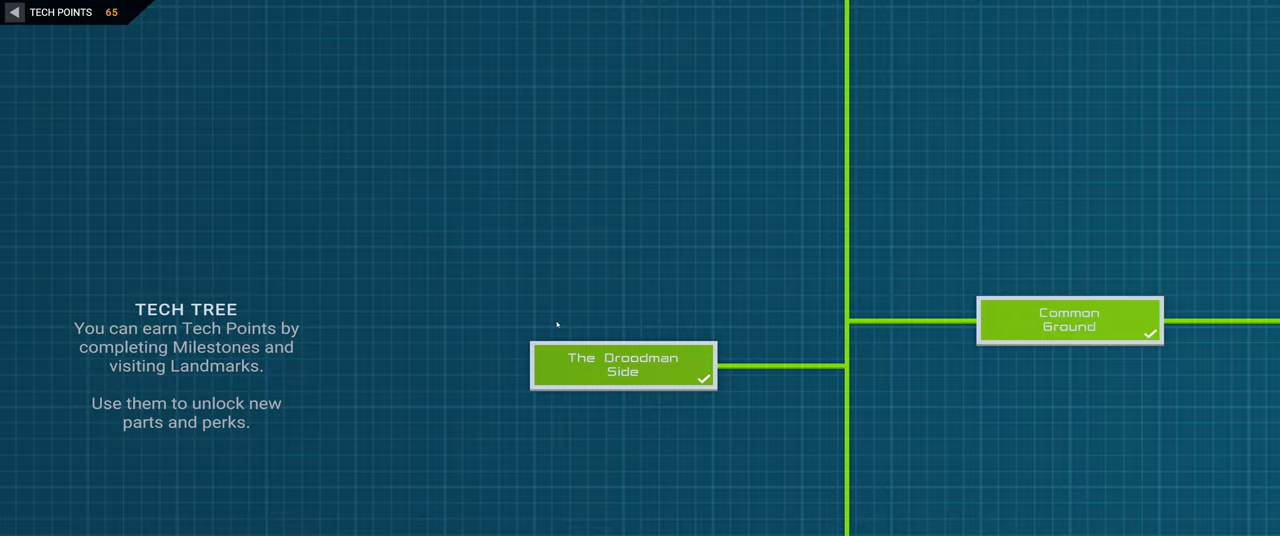 TECH POINTS 65
TECH TREE
You can earn Tech Points by
completing Milestones and
visiting Landmarks.
Use them to unlock new
parts and perks.
The Droodman
Side
Common
Ground